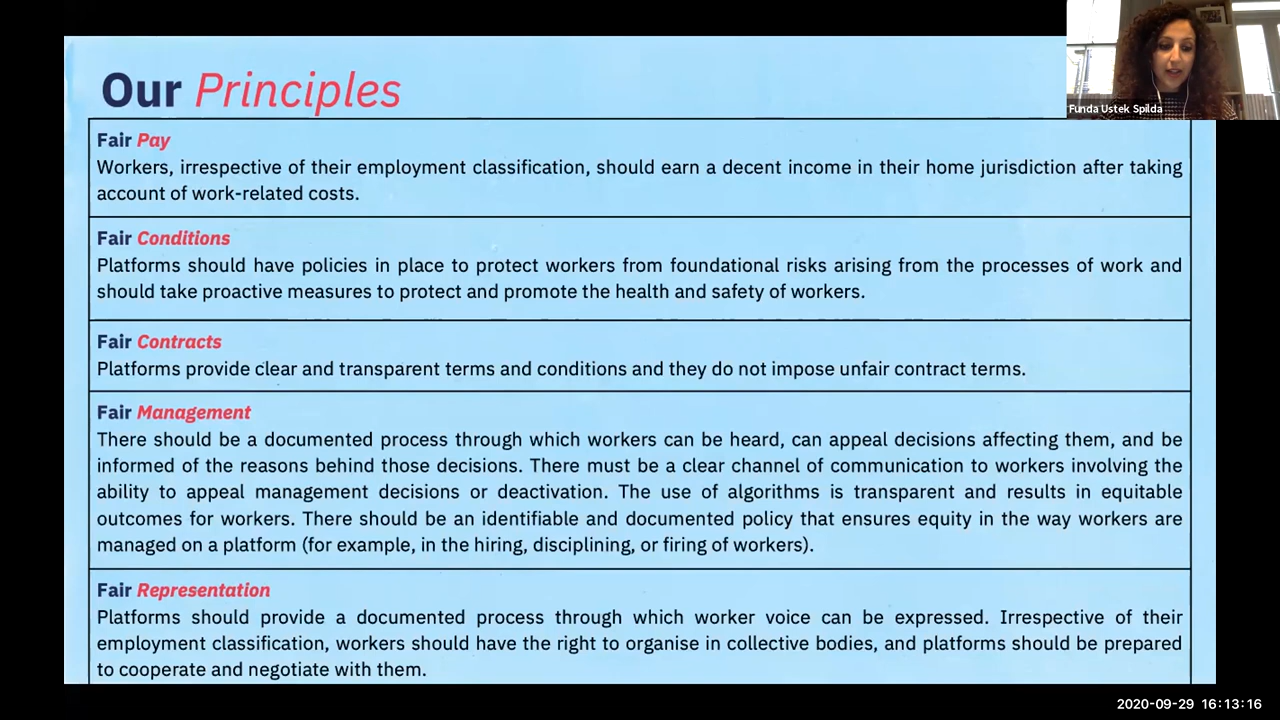 Our Principles
Funda Ustek Spilda
Fair Pay
Workers, irrespective of their employment classification, should earn a decent income in their home jurisdiction after taking
account of work-related costs.
Fair Conditions
Platforms should have policies in place to protect workers from foundational risks arising from the processes of work and
should take proactive measures to protect and promote the health and safety of workers.
Fair Contracts
Platforms provide clear and transparent terms and conditions and they do not impose unfair contract terms.
Fair Management
There should be a documented process through which workers can be heard, can appeal decisions affecting them, and be
informed of the reasons behind those decisions. There must be a clear channel of communication to workers involving the
ability to appeal management decisions or deactivation. The use of algorithms is transparent and results in equitable
outcomes for workers. There should be an identifiable and documented policy that ensures equity in the way workers are
managed on a platform (for example, in the hiring, disciplining, or firing of workers).
Fair Representation
Platforms should provide a documented process through which worker voice can be expressed. Irrespective of their
employment classification, workers should have the right to organise in collective bodies, and platforms should be prepared
to cooperate and negotiate with them.
2020-09-29 16:13:16